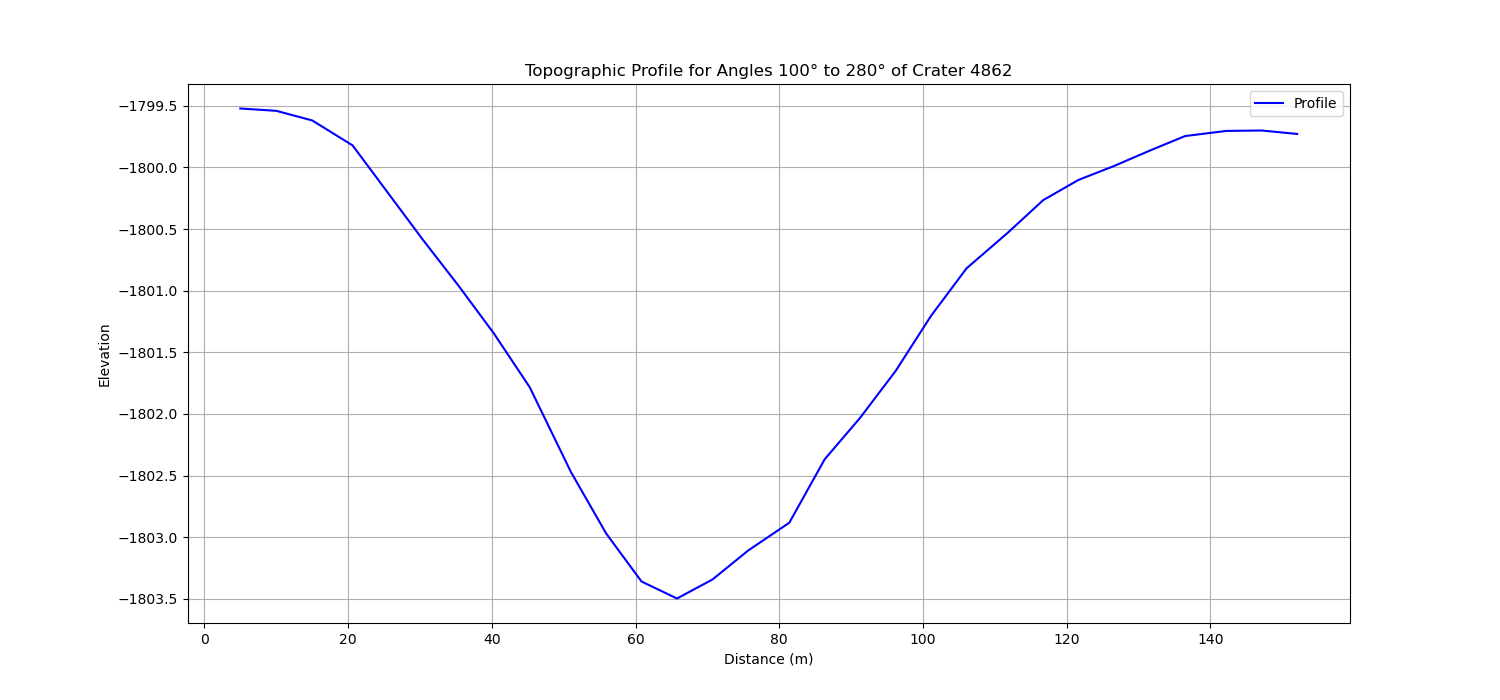 Topographic Profile for Angles 100° to 280° of Crater 4862
Profile
−1799.5
−1800.0
−1800.5
−1801.0
−1801.5
−1802.0
−1802.5
−1803.0
−1803.5
Elevation
0 20 40 60 80 100 120 140
Distance (m)